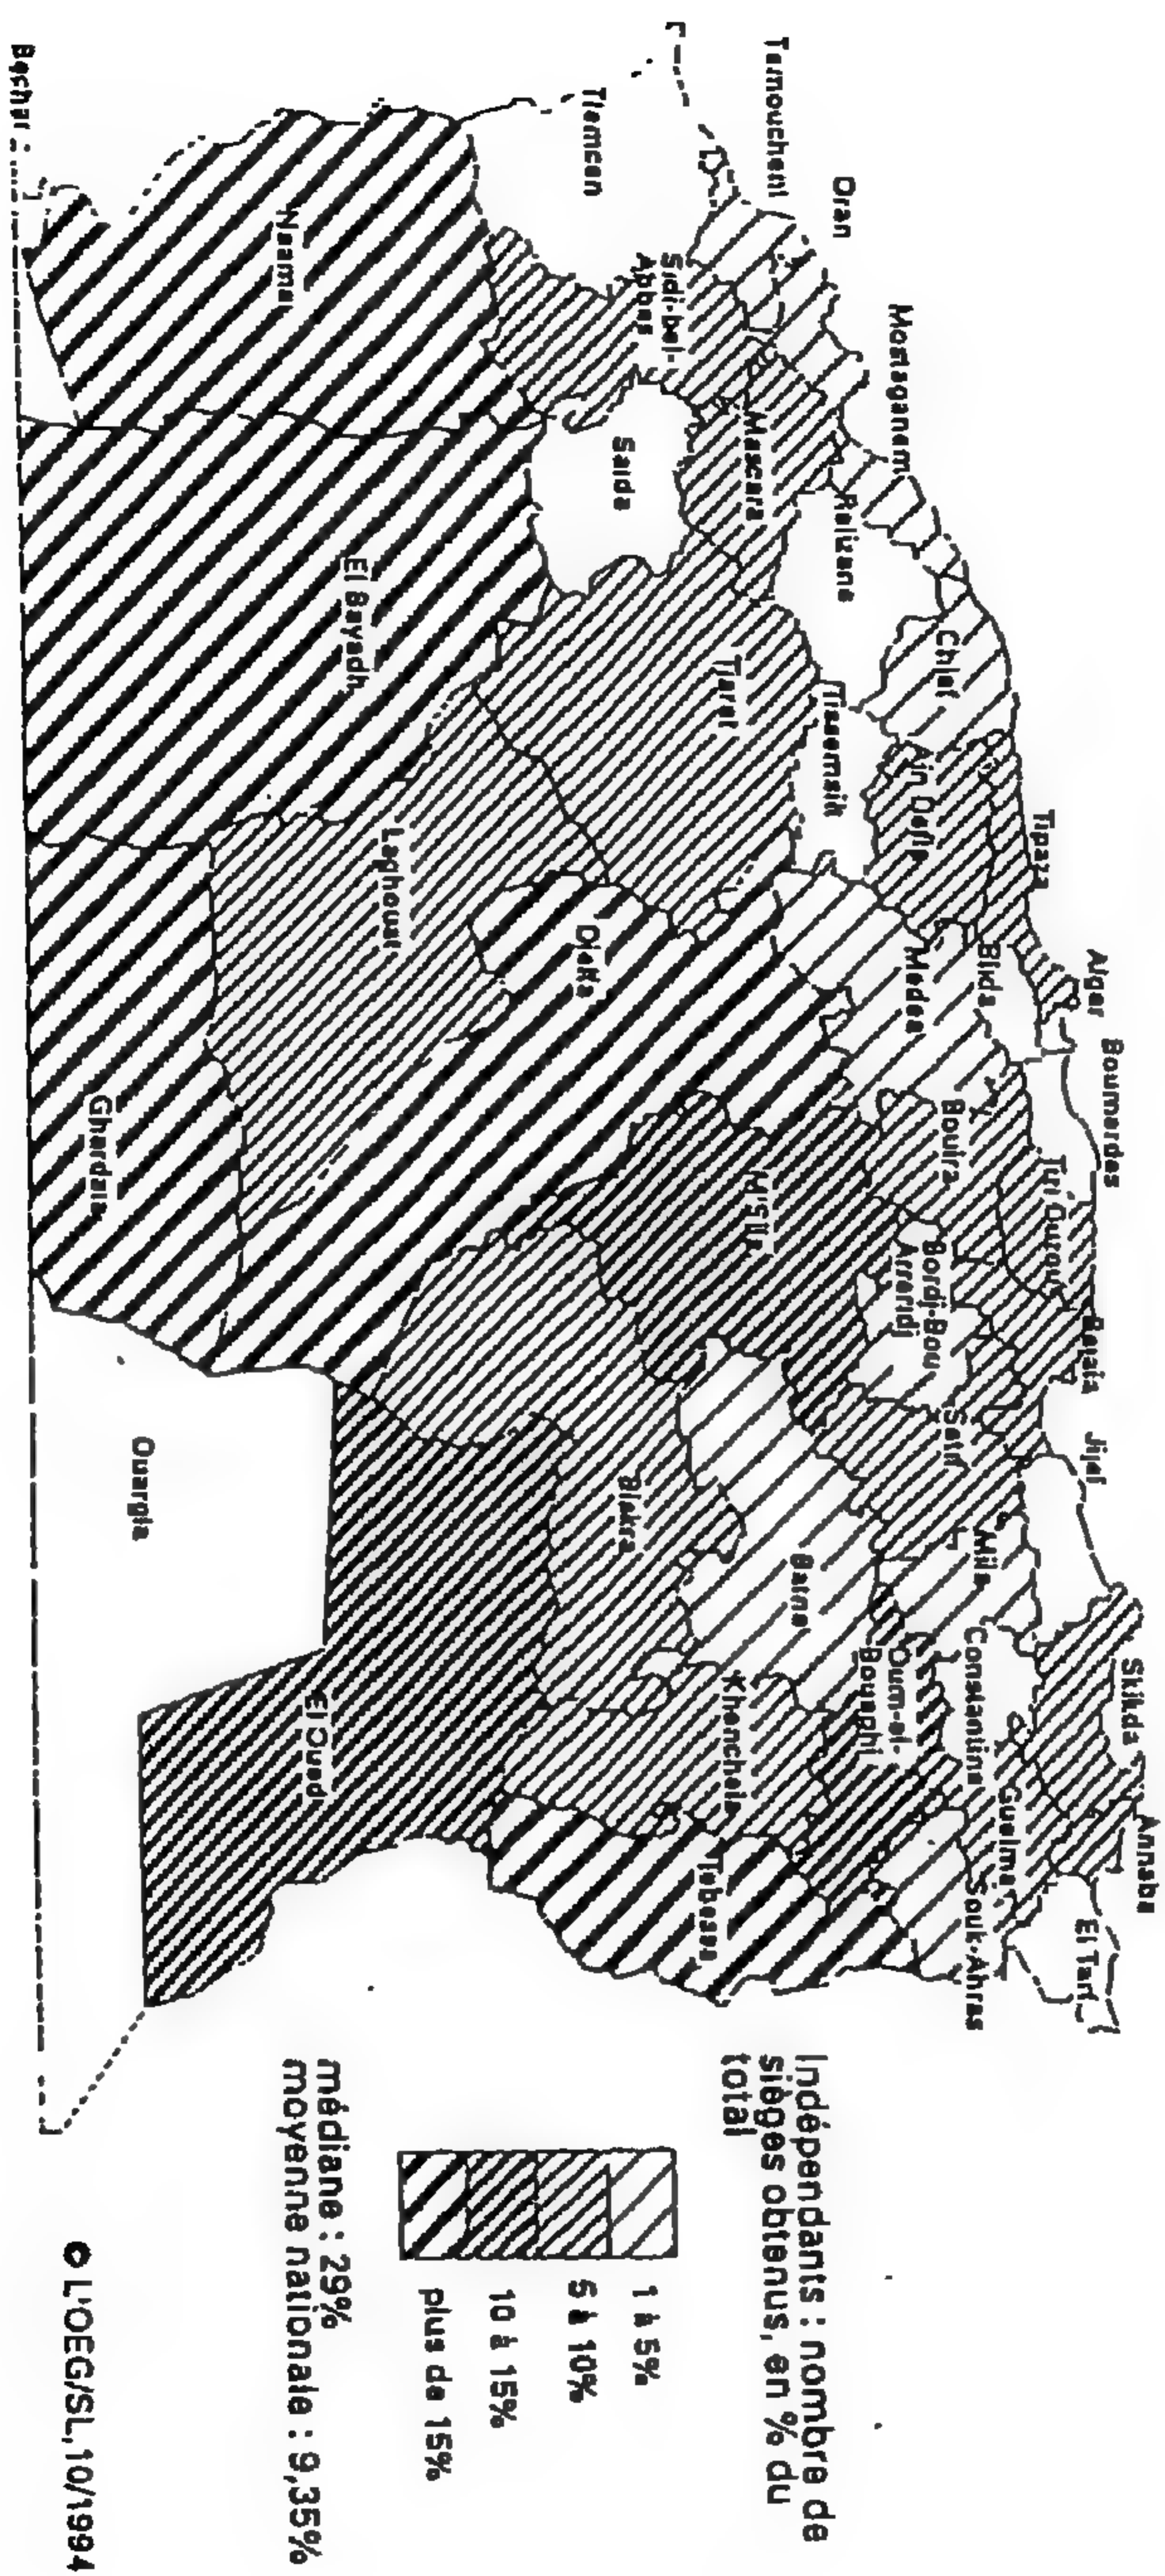 Tamouchent
Oran
Mostaganem
Tlemcen
Sidi-bel-
Abbes
Mascara
Relizane
Chlef
Tipaza
Alger
Boumerdes
Tizi Ouzou
Bejaia
Jijel
Skikda
Annaba
El Tarf
Saida
Tiaret
Tissemsilt
Ain Defla
Blida
Medea
Bouira
Bordj-Bou
Arreridj
Setif
Mila
Constantine
Guelma
Souk-Ahras
Naama
El Bayadh
Laghouat
Djelfa
M'Sila
Batna
Oum-el-
Bouaghi
Khenchela
Tebessa
Biskra
Bechar
Ghardaia
Ouargla
El Oued
Indépendants : nombre de
sièges obtenus, en % du
total
1 à 5%
5 à 10%
10 à 15%
plus de 15%
médiane : 29%
moyenne nationale : 9,35%
L'OEG/SL,10/1994